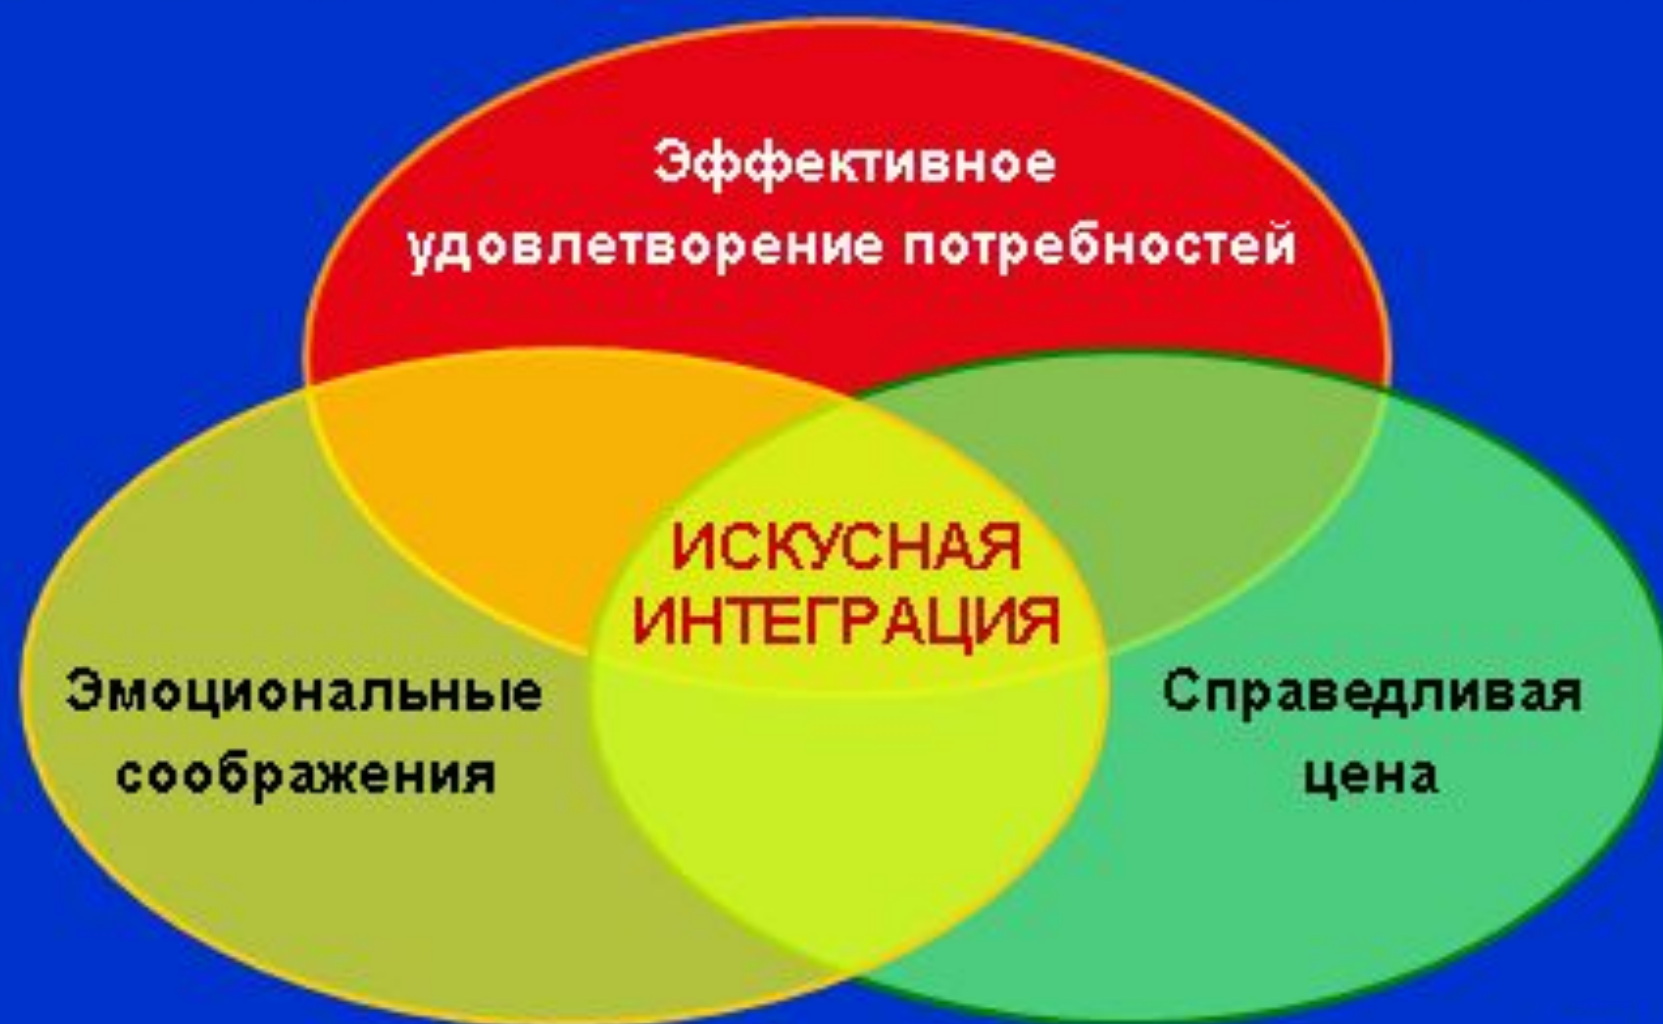 Эффективное
удовлетворение потребностей
ИСКУСНАЯ
ИНТЕГРАЦИЯ
Эмоциональные
соображения
Справедливая
цена